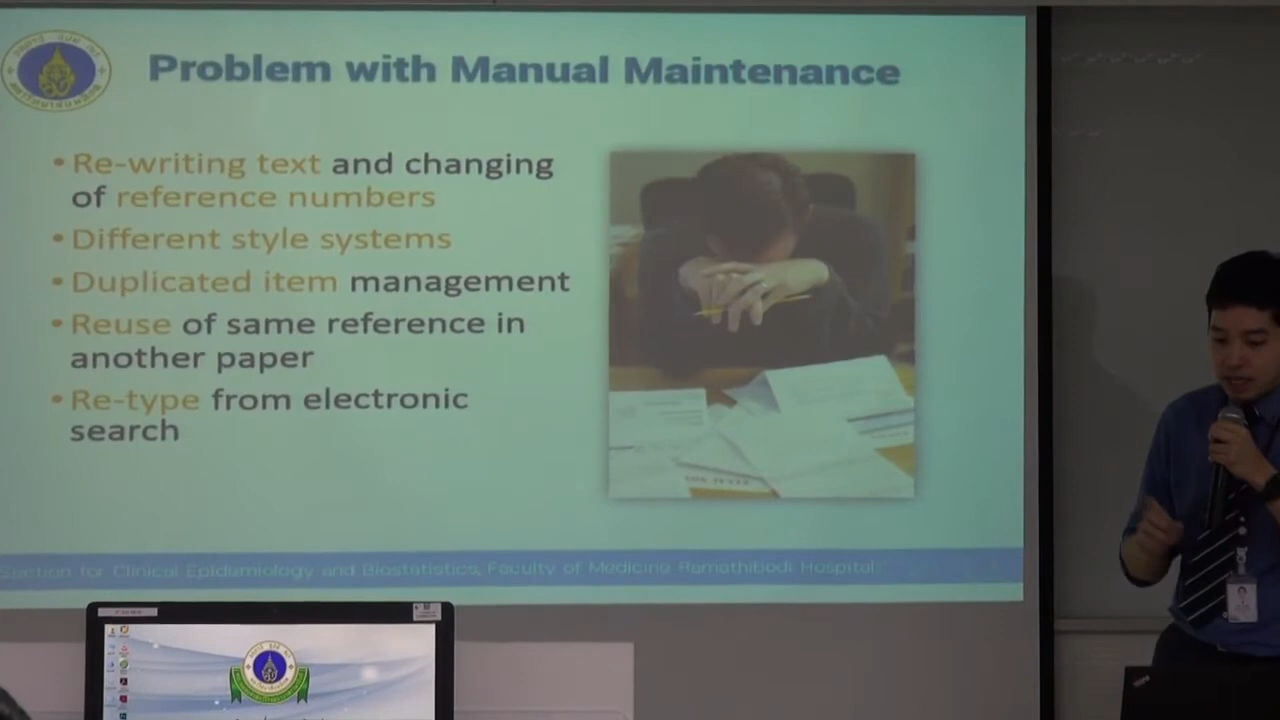 Problem with Manual Maintenance
• Re-writing text and changing
of reference numbers
• Different style systems
• Duplicated item management
• Reuse of same reference in
another paper
• Re-type from electronic
search
Section for Clinical Epidemiology and Biostatistics, Faculty of Medicine Ramathibodi Hospital